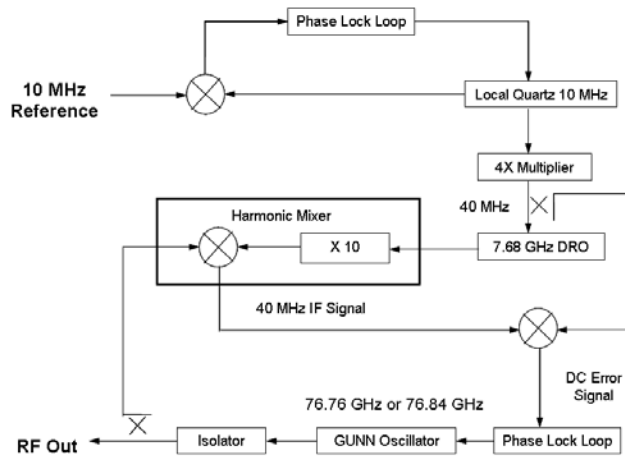 Phase Lock Loop
10 MHz
Reference
Local Quartz 10 MHz
4X Multiplier
40 MHz
Harmonic Mixer
X 10
7.68 GHz DRO
40 MHz IF Signal
DC Error
Signal
76.76 GHz or 76.84 GHz
RF Out
Isolator
GUNN Oscillator
Phase Lock Loop